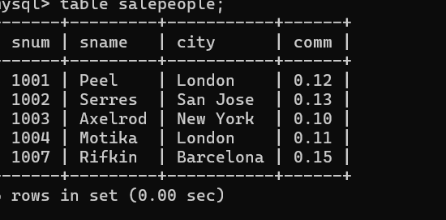 mysql> table salepeople;
------+----------+-----------+------+
snum | sname | city | comm |
------+----------+-----------+------+
1001 | Peel | London | 0.12 |
1002 | Serres | San Jose | 0.13 |
1003 | Axelrod | New York | 0.10 |
1004 | Motika | London | 0.11 |
1007 | Rifkin | Barcelona | 0.15 |
------+----------+-----------+------+
rows in set (0.00 sec)